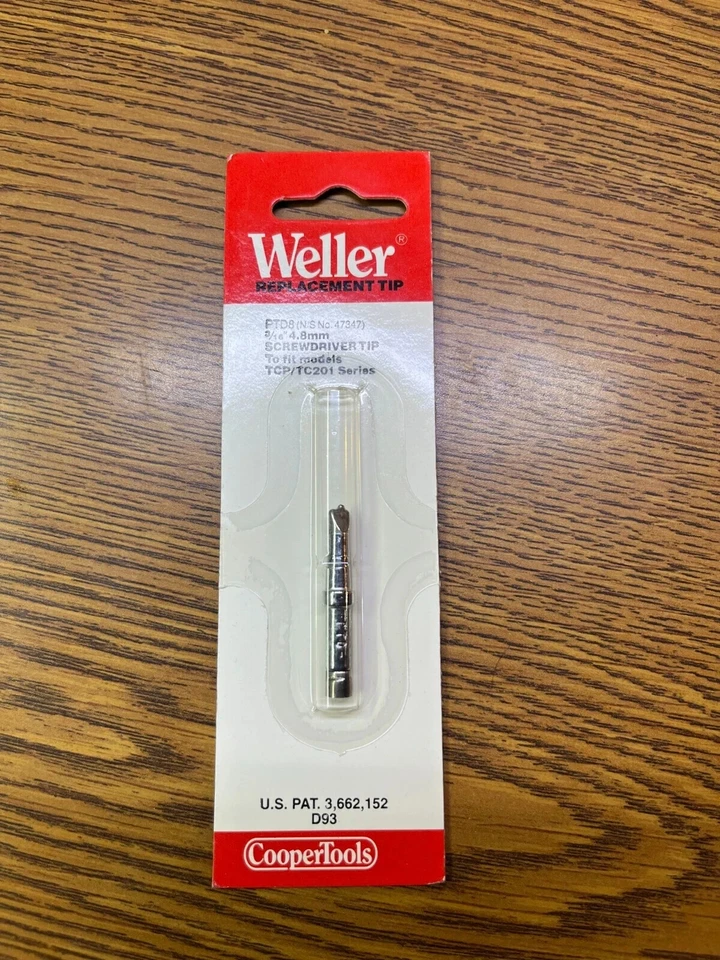 Weller®
REPLACEMENT TIP
PTD8 (N/S No. 47347)
3/16" 4.8mm
SCREWDRIVER TIP
To fit models
TCP/TC201 Series
U.S. PAT. 3,662,152
D93
CooperTools